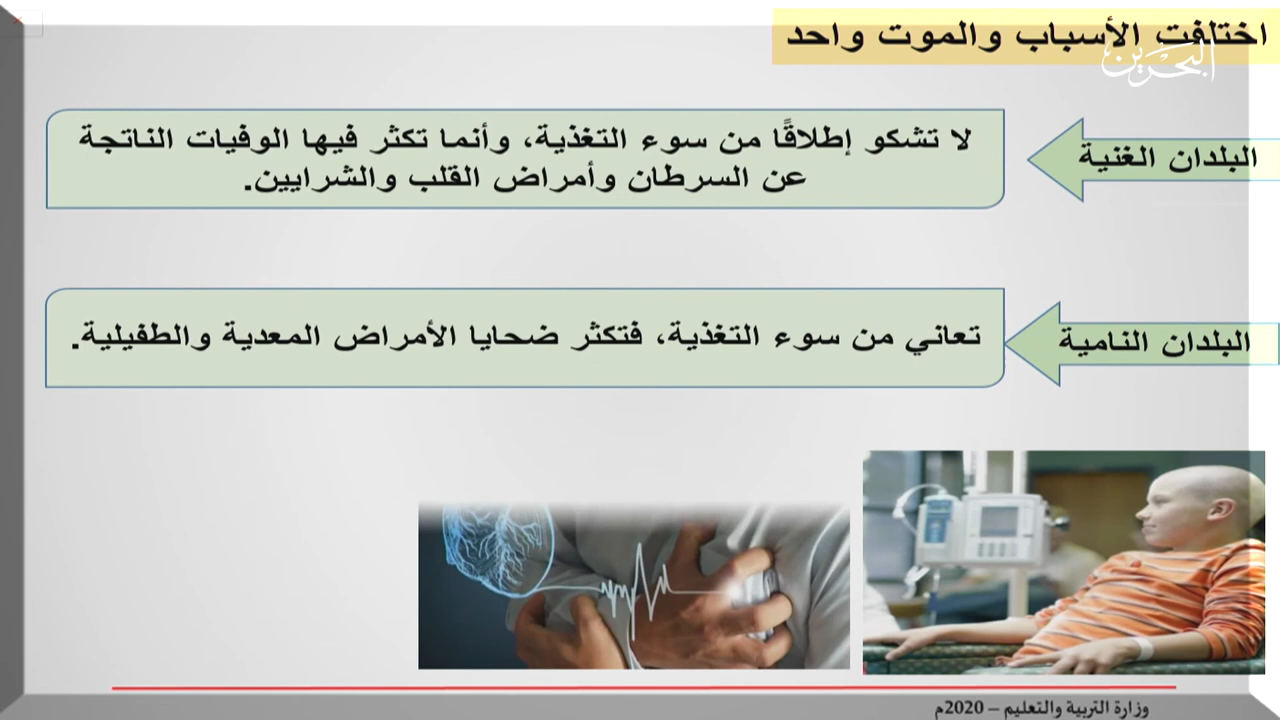 اختلفت الأسباب والموت واحد
البحرين
البلدان الغنية
لا تشكو إطلاقًا من سوء التغذية، وأنما تكثر فيها الوفيات الناتجة
عن السرطان وأمراض القلب والشرايين.
البلدان النامية
تعاني من سوء التغذية، فتكثر ضحايا الأمراض المعدية والطفيلية.
وزارة التربية والتعليم – 2020م